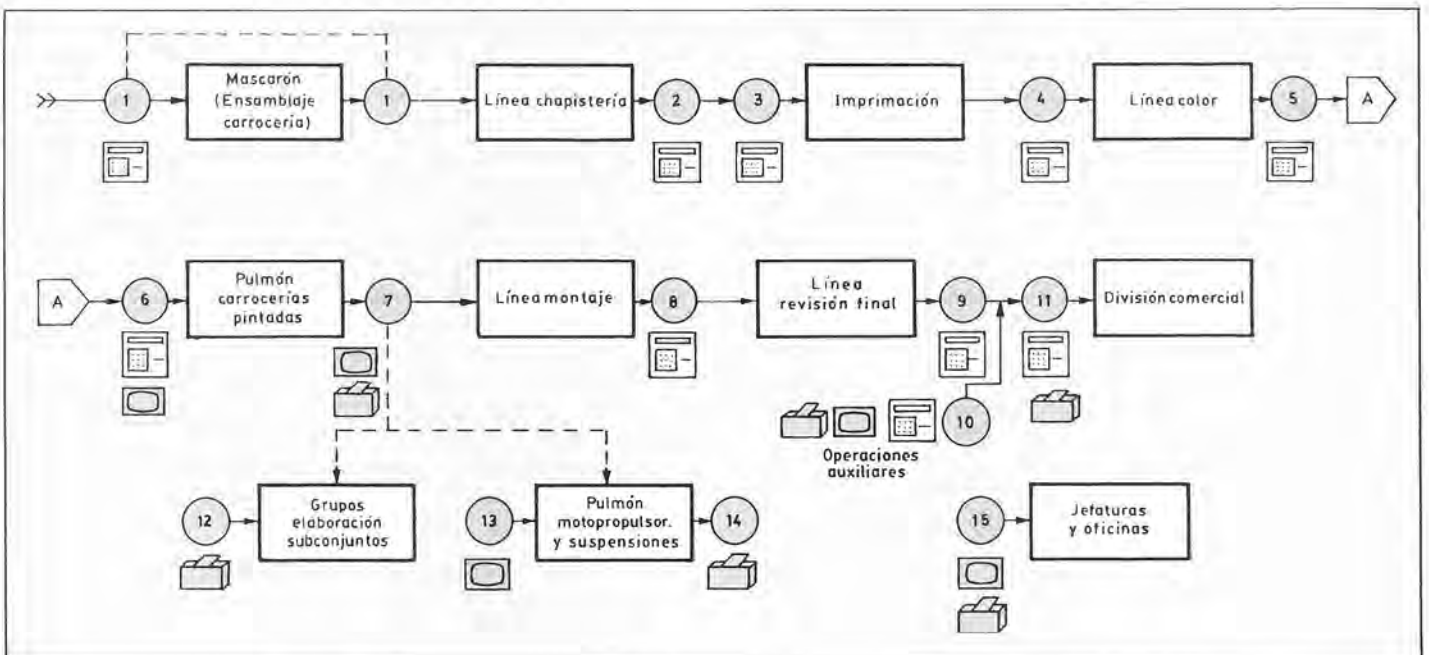 1
Mascarón
(Ensamblaje
carrocería)
1
Línea chapistería
2
3
Imprimación
4
Línea color
5
A
A
6
Pulmón
carrocerías
pintadas
7
Línea montaje
8
Línea
revisión final
9
11
División comercial
10
Operaciones
auxiliares
12
Grupos
elaboración
subconjuntos
13
Pulmón
motopropulsor.
y suspensiones
14
15
Jefaturas
y oficinas